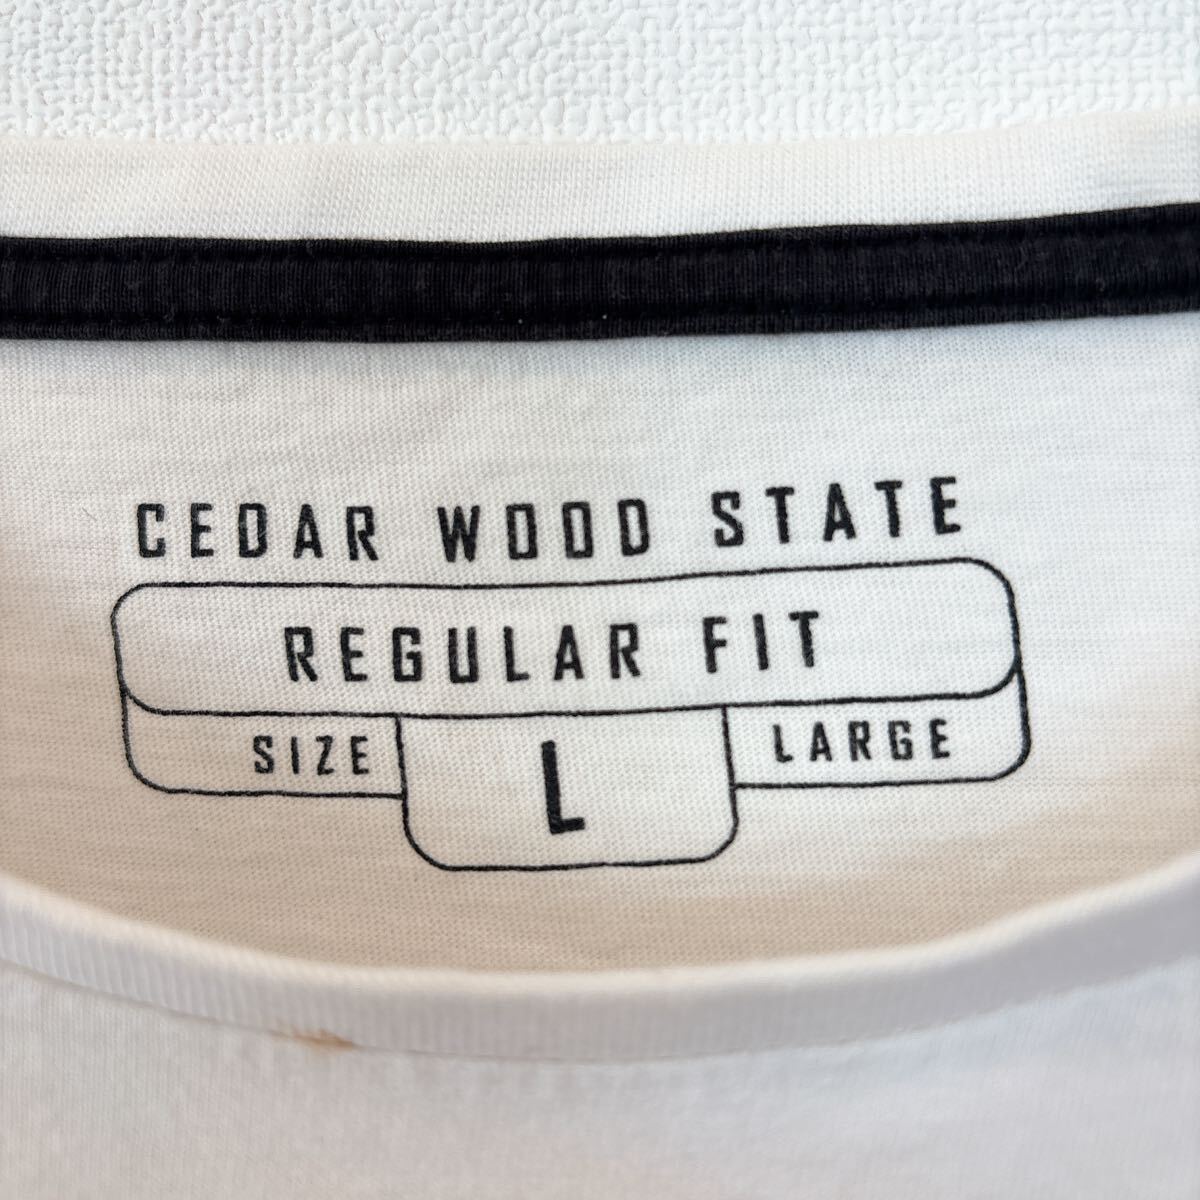 CEDAR WOOD STATE
REGULAR FIT
SIZE L LARGE